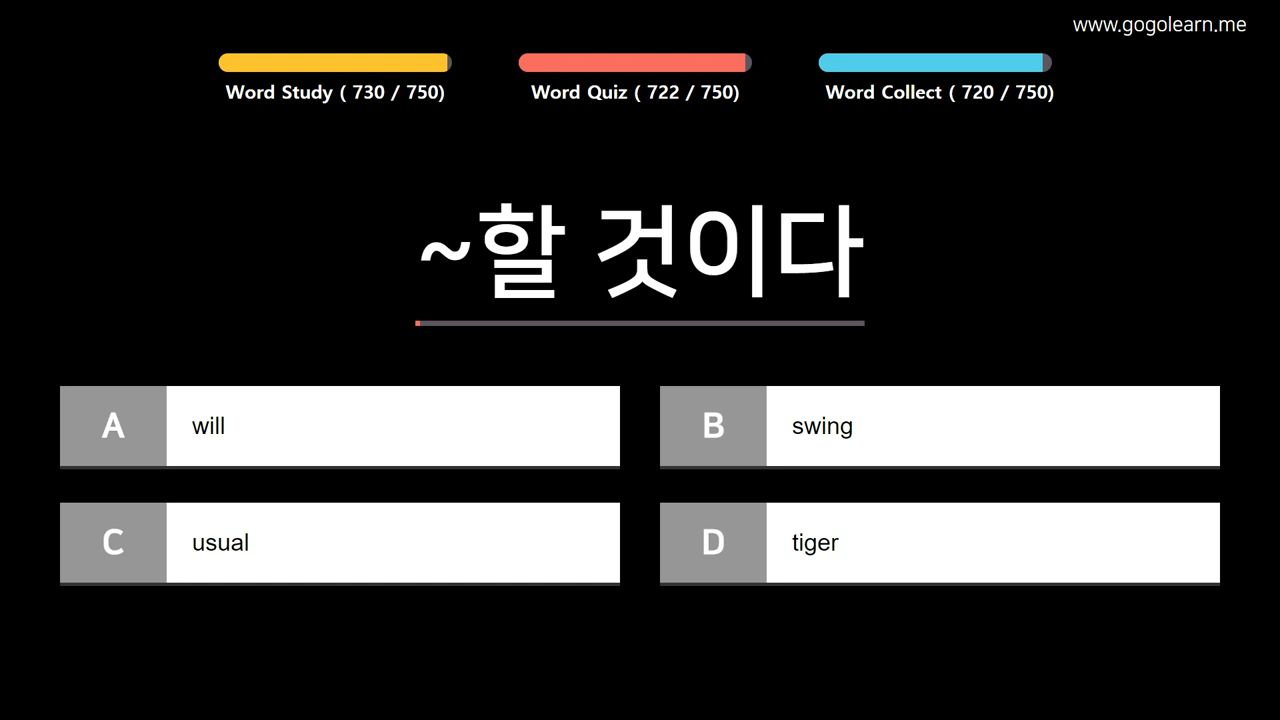 www.gogolearn.me
Word Study ( 730 / 750)
Word Quiz ( 722 / 750)
Word Collect ( 720 / 750)
~할 것이다
A will
B swing
C usual
D tiger